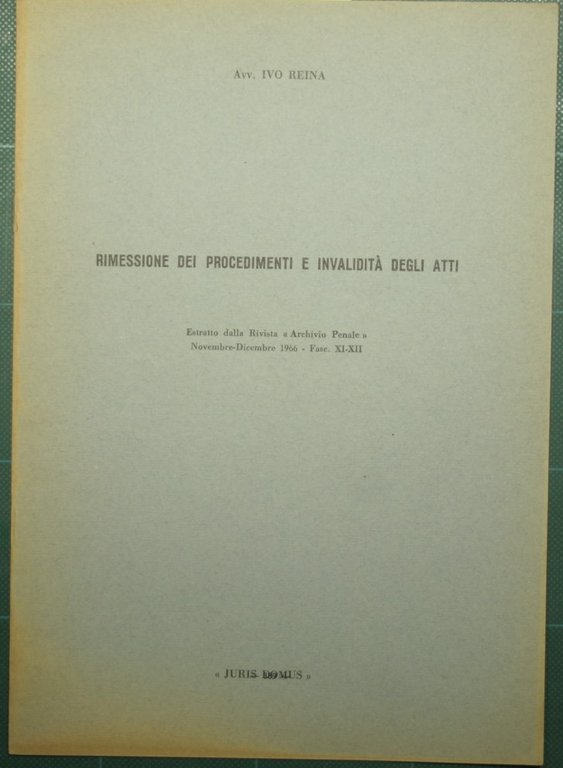 Avv. IVO REINA
RIMESSIONE DEI PROCEDIMENTI E INVALIDITÀ DEGLI ATTI
Estratto dalla Rivista « Archivio Penale »
Novembre-Dicembre 1966 - Fasc. XI-XII
« JURIS DOMUS »